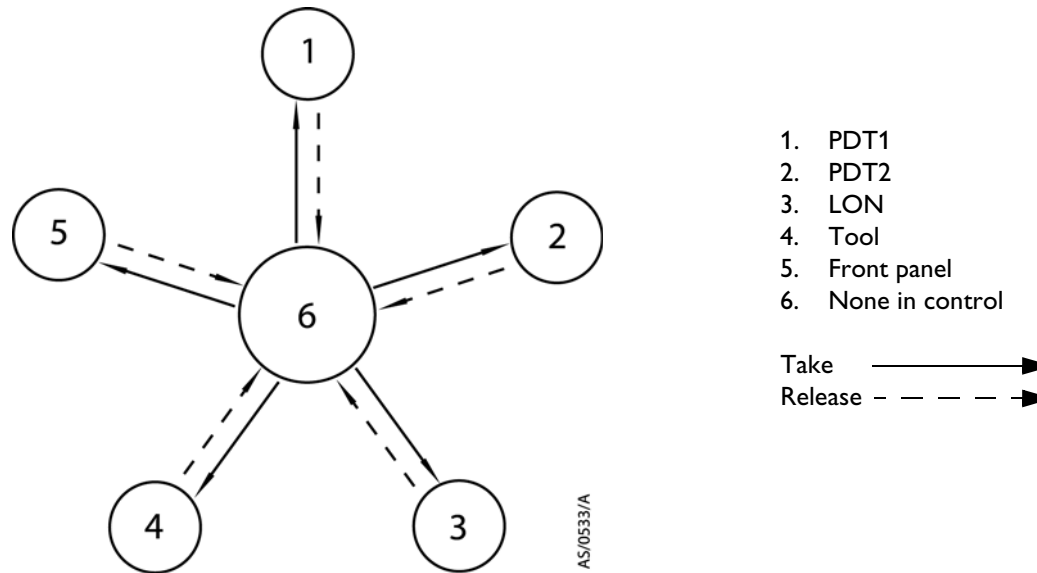 1
2
3
4
5
6
AS/0533/A
1. PDT1
2. PDT2
3. LON
4. Tool
5. Front panel
6. None in control
Take
Release